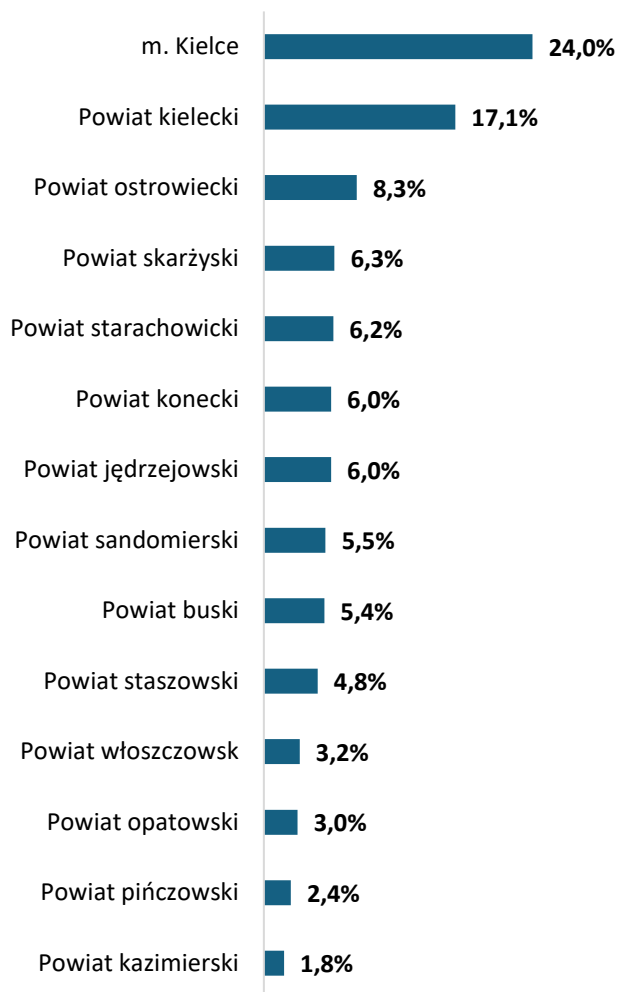 m. Kielce 24,0%
Powiat kielecki 17,1%
Powiat ostrowiecki 8,3%
Powiat skarżyski 6,3%
Powiat starachowicki 6,2%
Powiat konecki 6,0%
Powiat jędrzejowski 6,0%
Powiat sandomierski 5,5%
Powiat buski 5,4%
Powiat staszowski 4,8%
Powiat włoszczowsk 3,2%
Powiat opatowski 3,0%
Powiat pińczowski 2,4%
Powiat kazimierski 1,8%